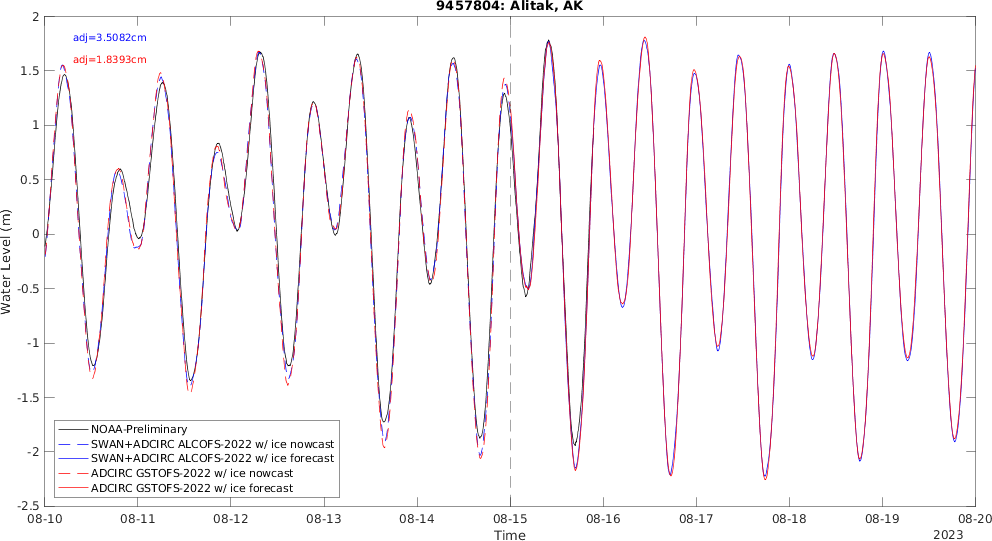 9457804: Alitak, AK
adj=3.5082cm
adj=1.8393cm
2
1.5
1
0.5
0
-0.5
-1
-1.5
-2
-2.5
Water Level (m)
NOAA-Preliminary
SWAN+ADCIRC ALCOFS-2022 w/ ice nowcast
SWAN+ADCIRC ALCOFS-2022 w/ ice forecast
ADCIRC GSTOFS-2022 w/ ice nowcast
ADCIRC GSTOFS-2022 w/ ice forecast
08-10 08-11 08-12 08-13 08-14 08-15 08-16 08-17 08-18 08-19 08-20
Time
2023